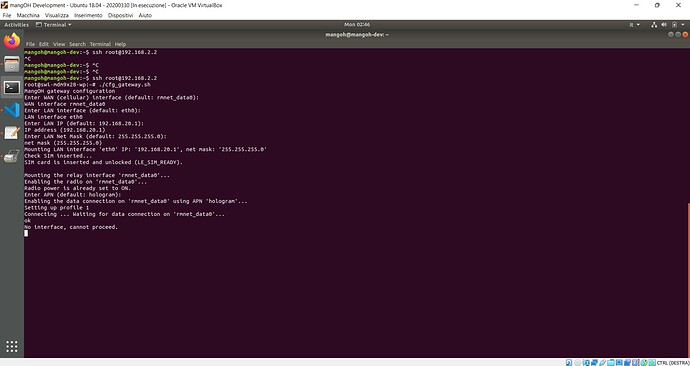 mangOH Development - Ubuntu 18.04 - 20200330 [In esecuzione] - Oracle VM VirtualBox
File Macchina Visualizza Inserimento Dispositivi Aiuto
Activities Terminal Mon 02:46
mangoh@mangoh-dev: ~
File Edit View Search Terminal Help
mangoh@mangoh-dev:~$ ssh root@192.168.2.2
^C
mangoh@mangoh-dev:~$ ^C
mangoh@mangoh-dev:~$ ^C
mangoh@mangoh-dev:~$ ssh root@192.168.2.2
root@swi-mdm9x28-wp:~# ./cfg_gateway.sh
MangOH gateway configuration
Enter WAN (cellular) interface (default: rmnet_data0):
WAN interface rmnet_data0
Enter LAN interface (default: eth0):
LAN interface eth0
Enter LAN IP (default: 192.168.20.1):
IP address (192.168.20.1)
Enter LAN Net Mask (default: 255.255.255.0):
net mask (255.255.255.0)
Mounting LAN interface 'eth0' IP: '192.168.20.1', net mask: '255.255.255.0'
Check SIM inserted...
SIM card is inserted and unlocked (LE_SIM_READY).
Mounting the relay interface 'rmnet_data0'...
Enabling the radio on 'rmnet_data0'...
Radio power is already set to ON.
Enter APN (default: hologram):
Enabling the data connection on 'rmnet_data0' using APN 'hologram'...
Setting up profile 1
Connecting ... Waiting for data connection on 'rmnet_data0'...
ok
No interface, cannot proceed.
CTRL (DESTRA)